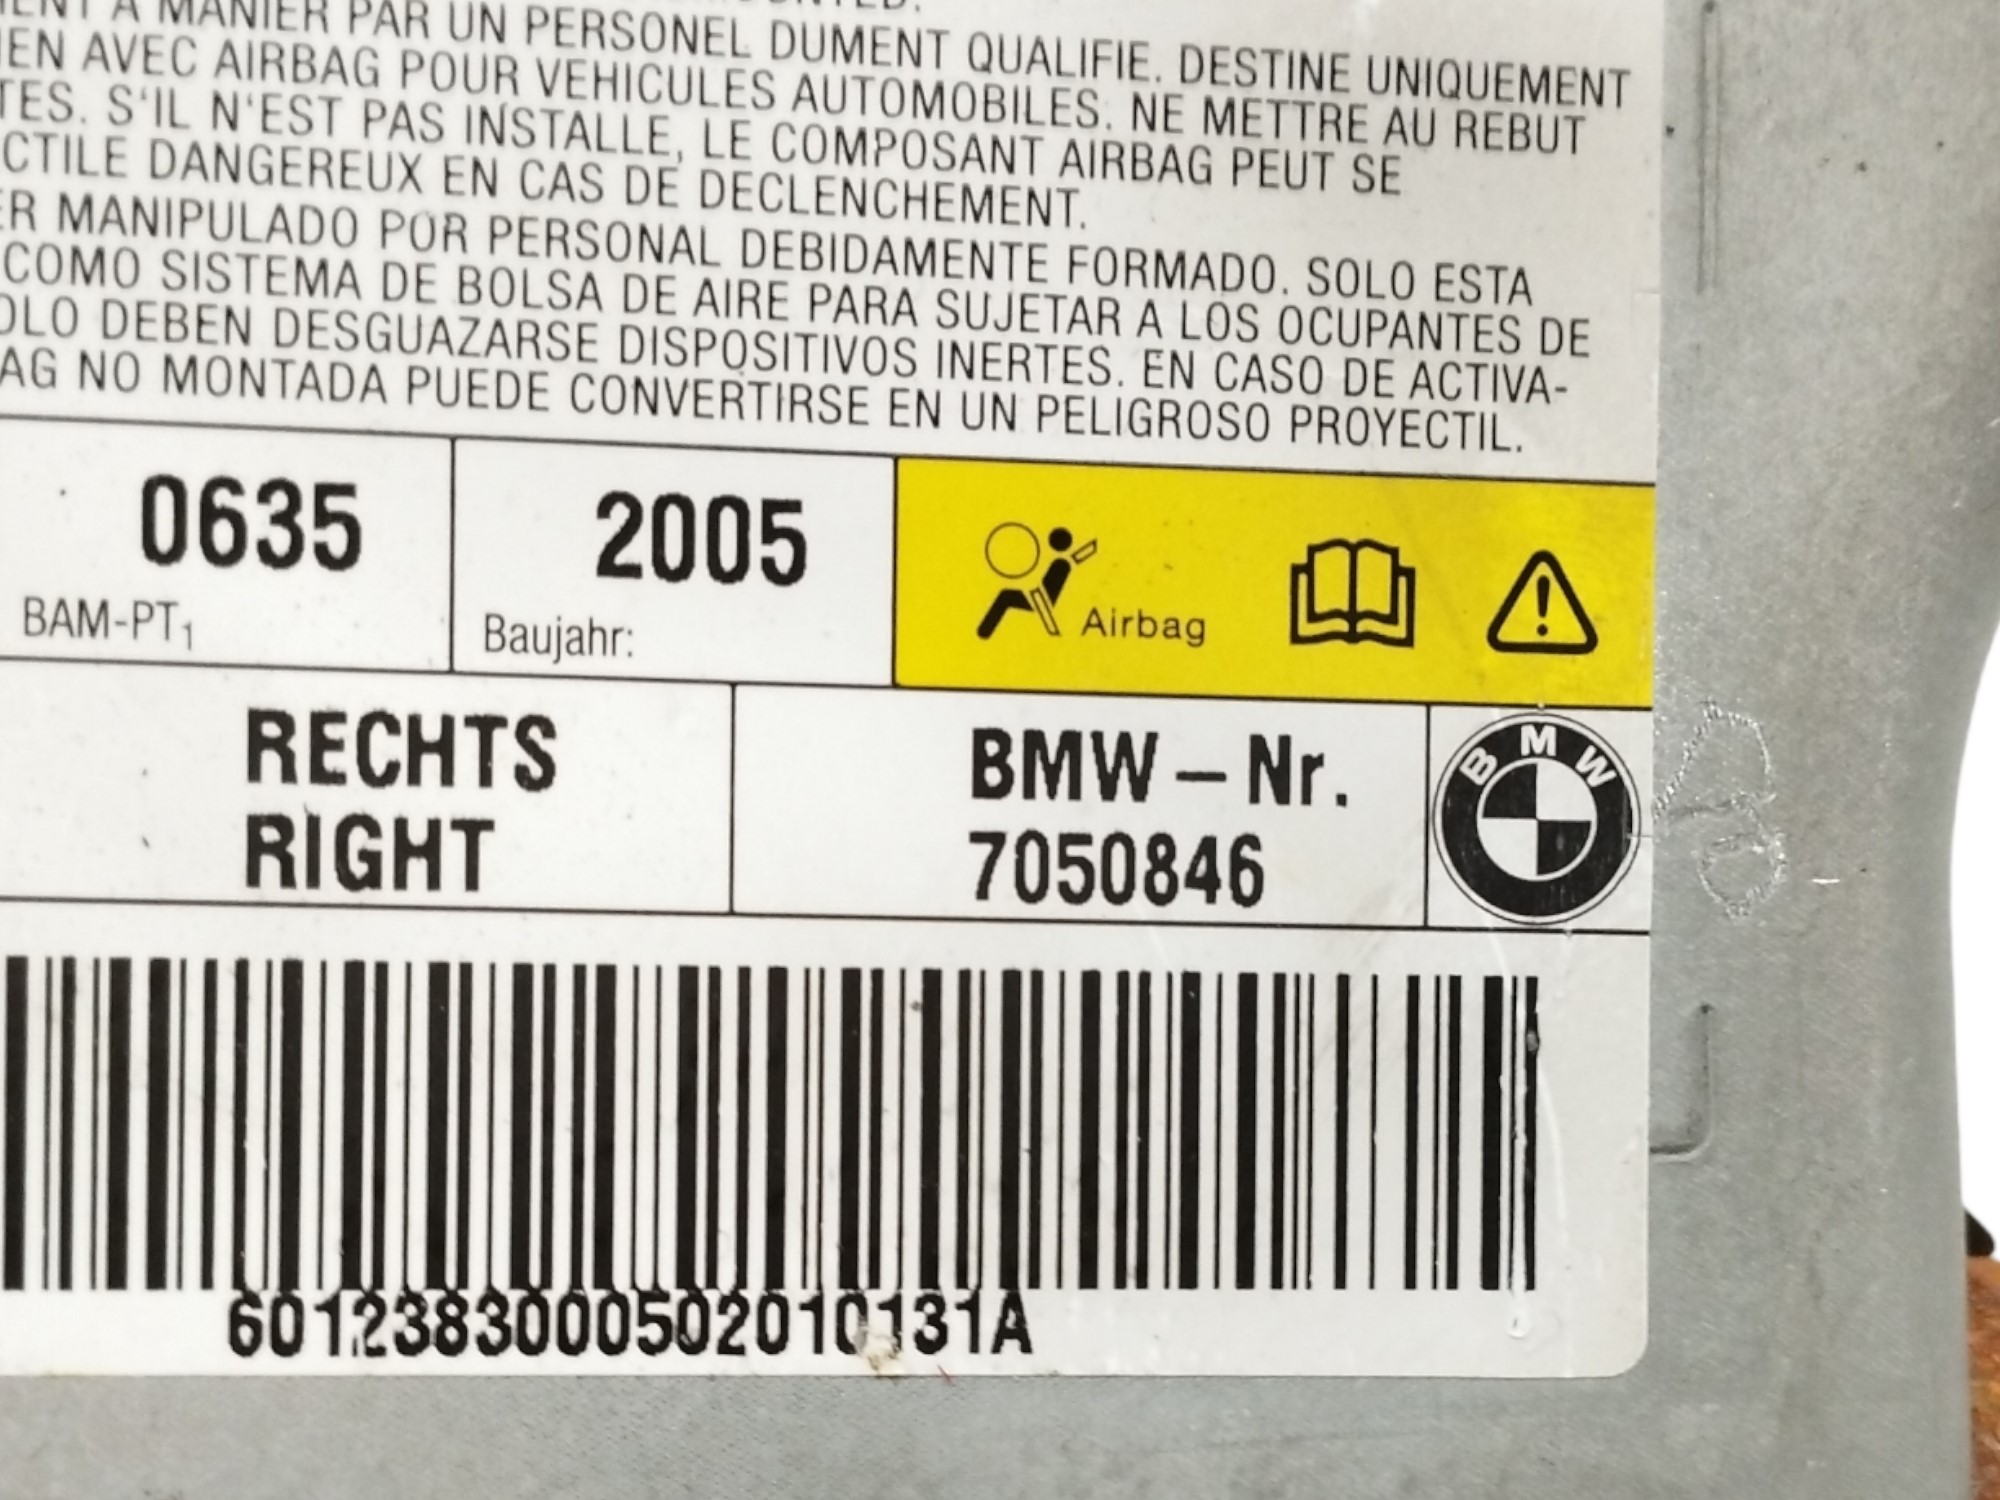 A MANIER PAR UN PERSONEL DUMENT QUALIFIE. DESTINE UNIQUEMENT
IEN AVEC AIRBAG POUR VEHICULES AUTOMOBILES. NE METTRE AU REBUT
TES. S'IL N'EST PAS INSTALLE, LE COMPOSANT AIRBAG PEUT SE
CTILE DANGEREUX EN CAS DE DECLENCHEMENT.
ER MANIPULADO POR PERSONAL DEBIDAMENTE FORMADO. SOLO ESTA
COMO SISTEMA DE BOLSA DE AIRE PARA SUJETAR A LOS OCUPANTES DE
OLO DEBEN DESGUAZARSE DISPOSITIVOS INERTES. EN CASO DE ACTIVA-
AG NO MONTADA PUEDE CONVERTIRSE EN UN PELIGROSO PROYECTIL.
0635
BAM-PT1
2005
Baujahr:
Airbag
RECHTS
RIGHT
BMW-Nr.
7050846
BMW
6012383000502010131A